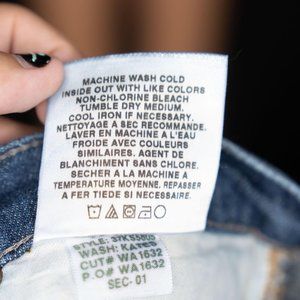 MACHINE WASH COLD
INSIDE OUT WITH LIKE COLORS
NON-CHLORINE BLEACH
TUMBLE DRY MEDIUM.
COOL IRON IF NECESSARY.
NETTOYAGE A SEC RECOMMANDE.
LAVER EN MACHINE A L'EAU
FROIDE AVEC COULEURS
SIMILAIRES. AGENT DE
BLANCHIMENT SANS CHLORE.
SECHER A LA MACHINE A
TEMPERATURE MOYENNE. REPASSER
A FER TIEDE SI NECESSAIRE.
STYLE:
WASH: KATES
CUT# WA1632
P.O# WA1632
SEC- 01